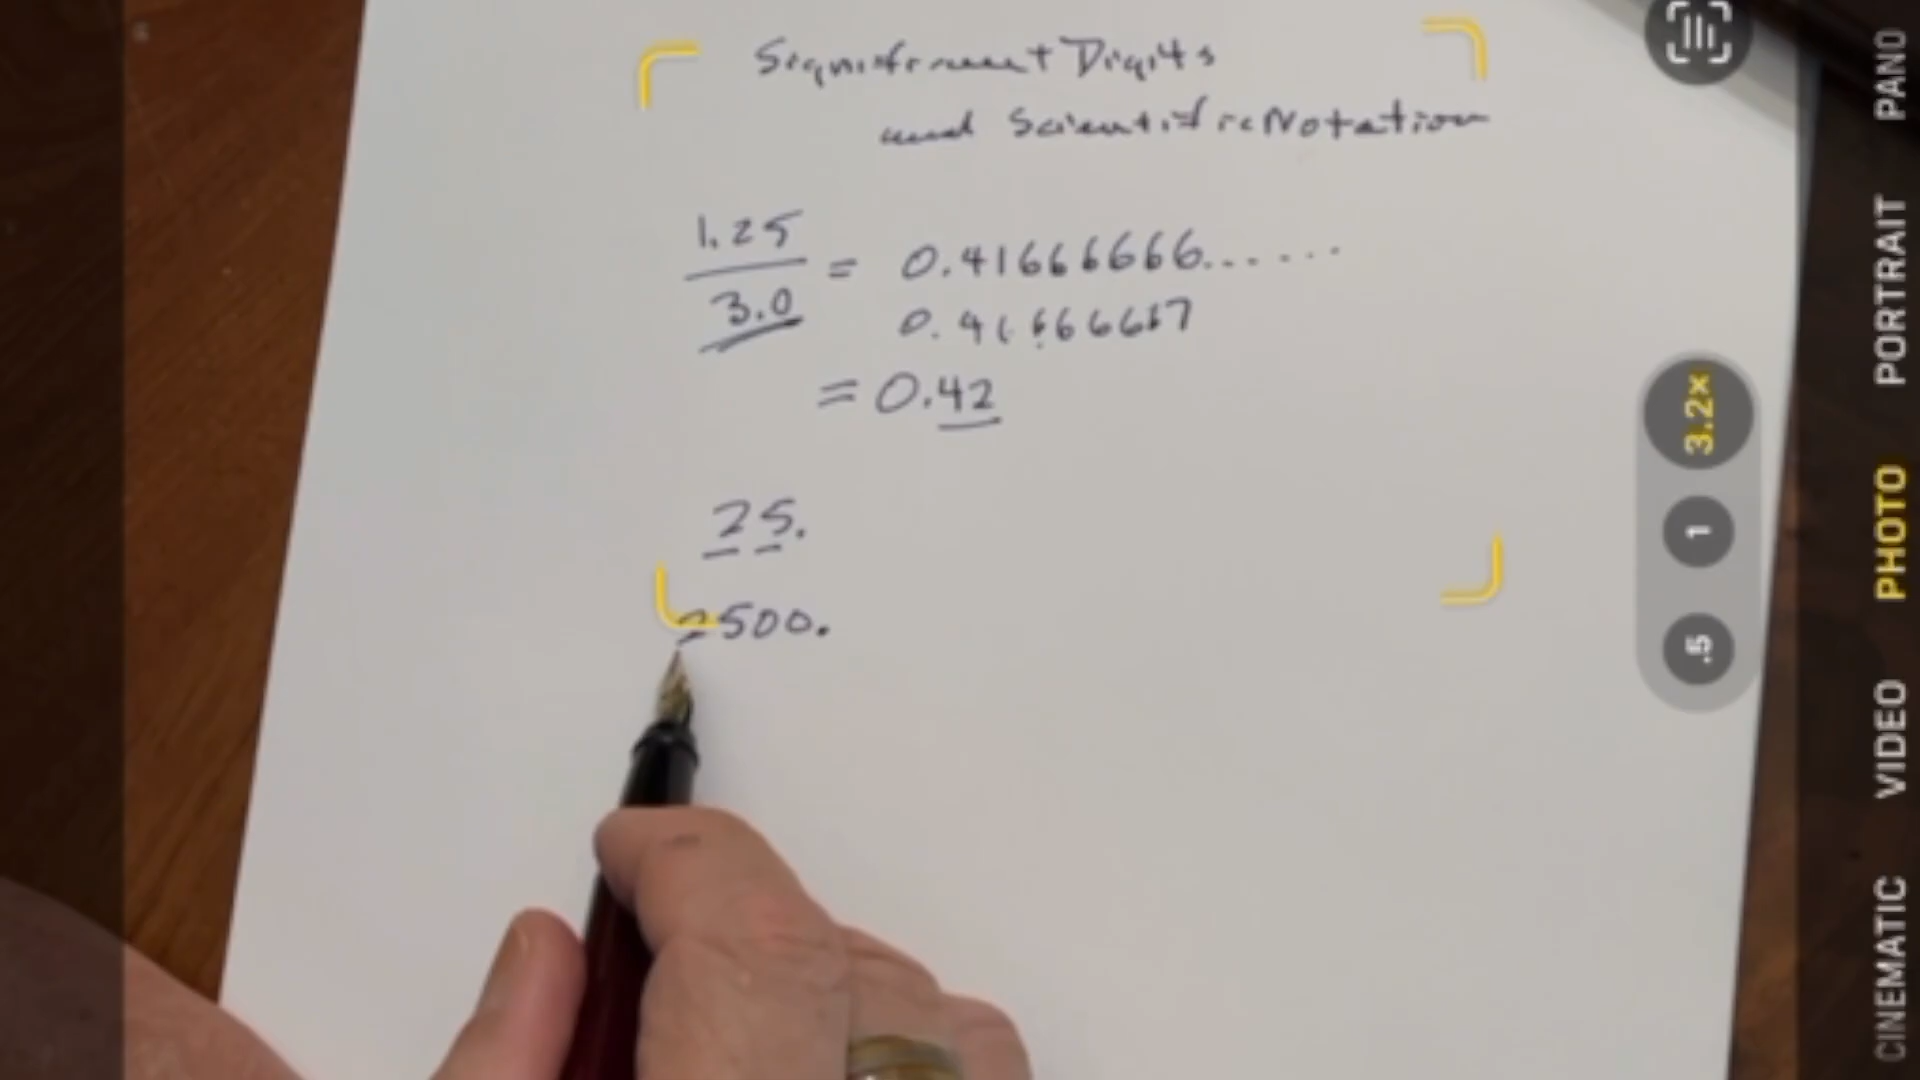 Significant Digits
and Scientific Notation
1.25
3.0
= 0.41666666......
0.41666667
= 0.42
25.
2500.
PANO
PORTRAIT
PHOTO
VIDEO
CINEMATIC
3.2×
1
.5